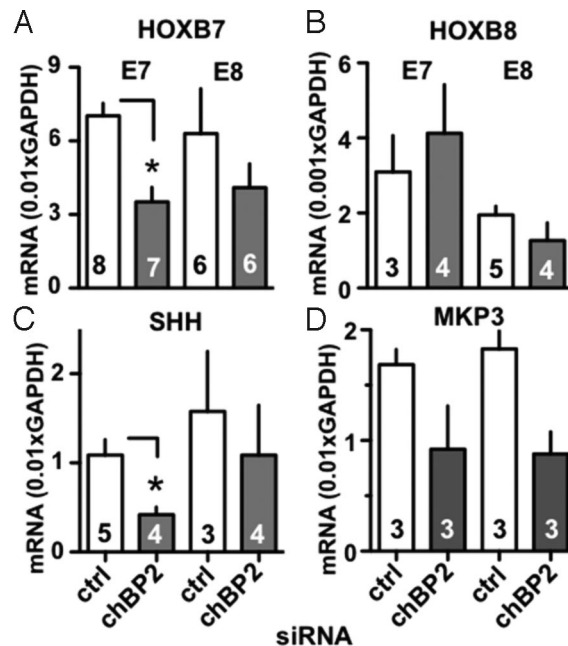 A
HOXB7
mRNA (0.01xGAPDH)
9
6
3
0
E7
E8
*
8
7
6
6
B
HOXB8
mRNA (0.001xGAPDH)
6
4
2
0
E7
E8
3
4
5
4
C
SHH
mRNA (0.01xGAPDH)
2
1
0
*
5
4
3
4
ctrl
chBP2
ctrl
chBP2
D
MKP3
mRNA (0.01xGAPDH)
2
1
0
3
3
3
3
ctrl
chBP2
ctrl
chBP2
siRNA